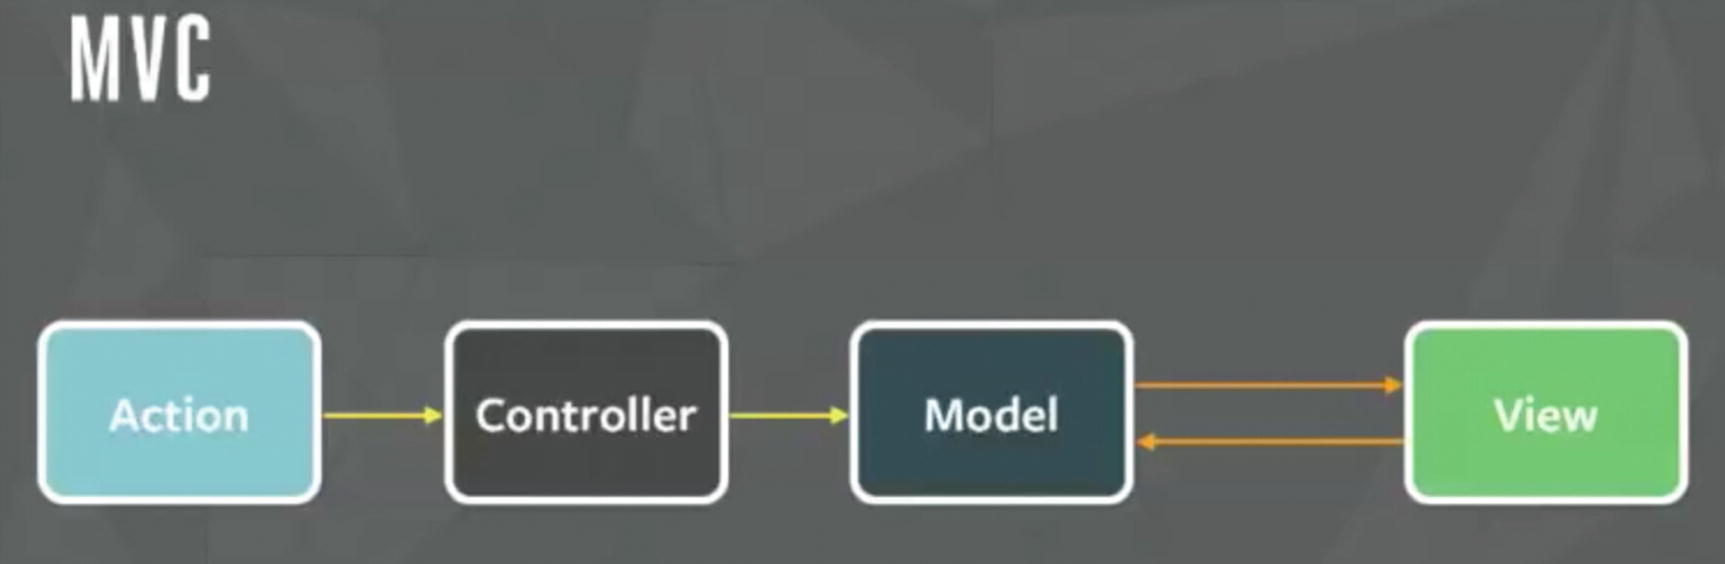 MVC
Action
Controller
Model
View